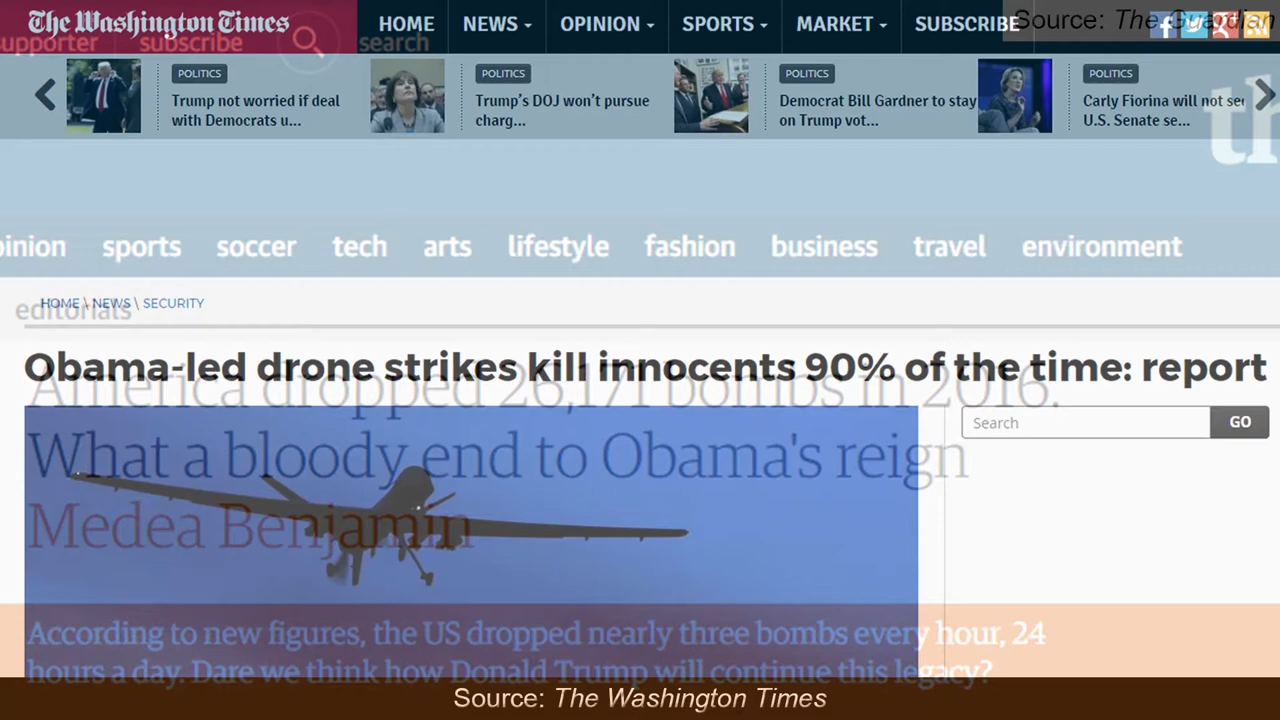 The Washington Times
HOME NEWS OPINION SPORTS MARKET SUBSCRIBE
Source: The Guardian
supporter subscribe search
POLITICS
Trump not worried if deal
with Democrats u...
POLITICS
Trump's DOJ won't pursue
charg...
POLITICS
Democrat Bill Gardner to stay
on Trump vot...
POLITICS
Carly Fiorina will not see
U.S. Senate se...
th
pinion sports soccer tech arts lifestyle fashion business travel environment
HOME \ NEWS \ SECURITY
editorials
Obama-led drone strikes kill innocents 90% of the time: report
America dropped 26,171 bombs in 2016.
What a bloody end to Obama's reign
Medea Benjamin
Search GO
According to new figures, the US dropped nearly three bombs every hour, 24
hours a day. Dare we think how Donald Trump will continue this legacy?
Source: The Washington Times